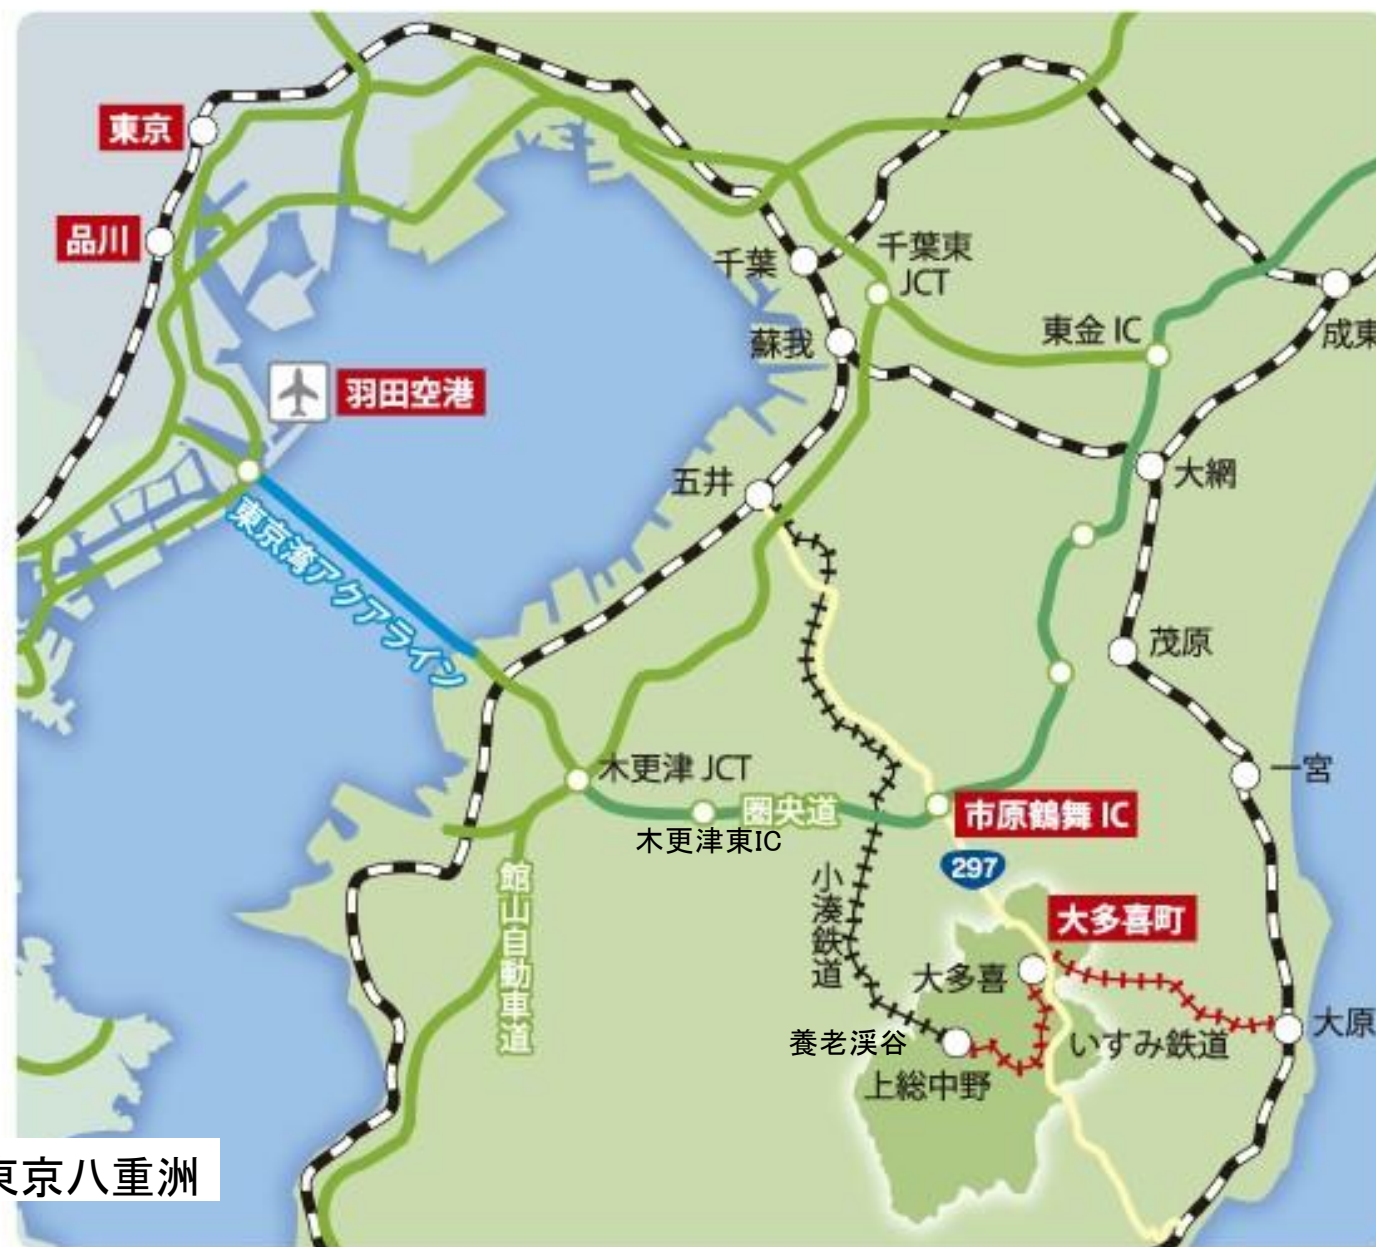 東京
品川
千葉
千葉東
JCT
東金 IC
成東
蘇我
羽田空港
五井
大網
東京湾アクアライン
茂原
木更津 JCT
一宮
圏央道
市原鶴舞 IC
木更津東IC
297
館山自動車道
小湊鉄道
大多喜町
大多喜
大原
養老渓谷
いすみ鉄道
上総中野
東京八重洲